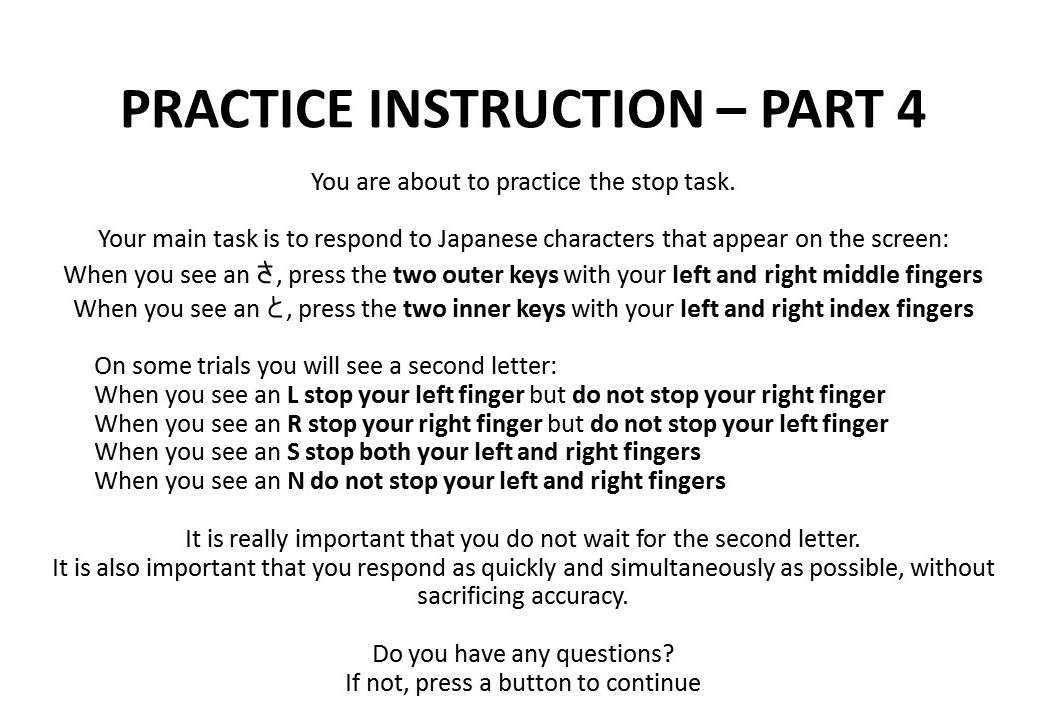 PRACTICE INSTRUCTION – PART 4
You are about to practice the stop task.
Your main task is to respond to Japanese characters that appear on the screen:
When you see an さ, press the two outer keys with your left and right middle fingers
When you see an と, press the two inner keys with your left and right index fingers
On some trials you will see a second letter:
When you see an L stop your left finger but do not stop your right finger
When you see an R stop your right finger but do not stop your left finger
When you see an S stop both your left and right fingers
When you see an N do not stop your left and right fingers
It is really important that you do not wait for the second letter.
It is also important that you respond as quickly and simultaneously as possible, without
sacrificing accuracy.
Do you have any questions?
If not, press a button to continue